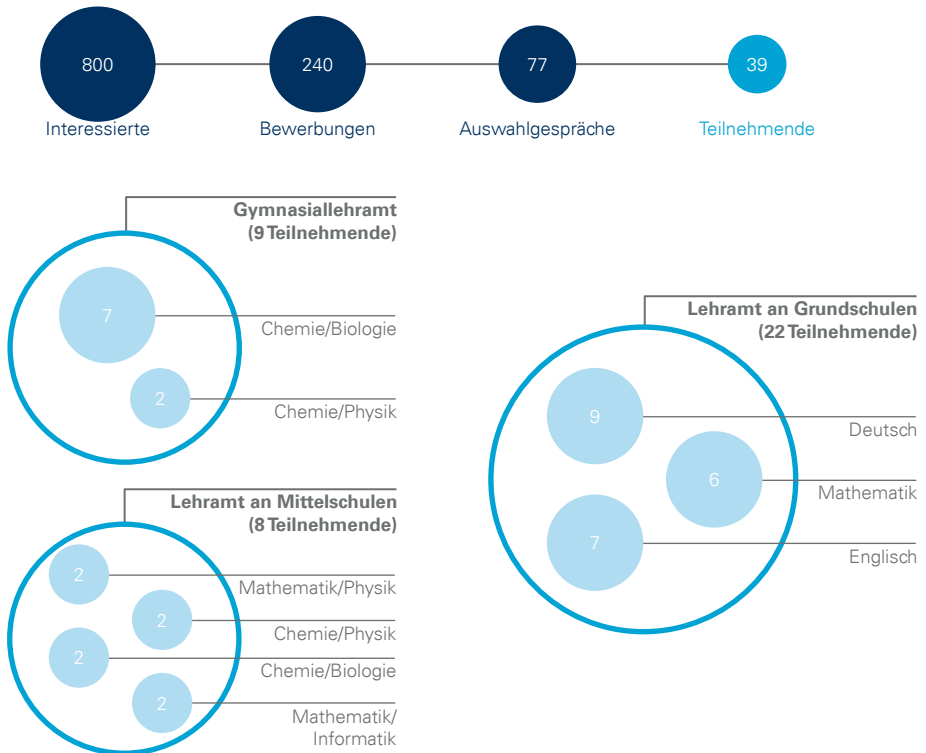 800
240
77
39
Interessierte
Bewerbungen
Auswahlgespräche
Teilnehmende
Gymnasiallehramt
(9 Teilnehmende)
7
Chemie/Biologie
2
Chemie/Physik
Lehramt an Mittelschulen
(8 Teilnehmende)
2
Mathematik/Physik
2
Chemie/Physik
2
Chemie/Biologie
2
Mathematik/
Informatik
Lehramt an Grundschulen
(22 Teilnehmende)
9
Deutsch
6
Mathematik
7
Englisch